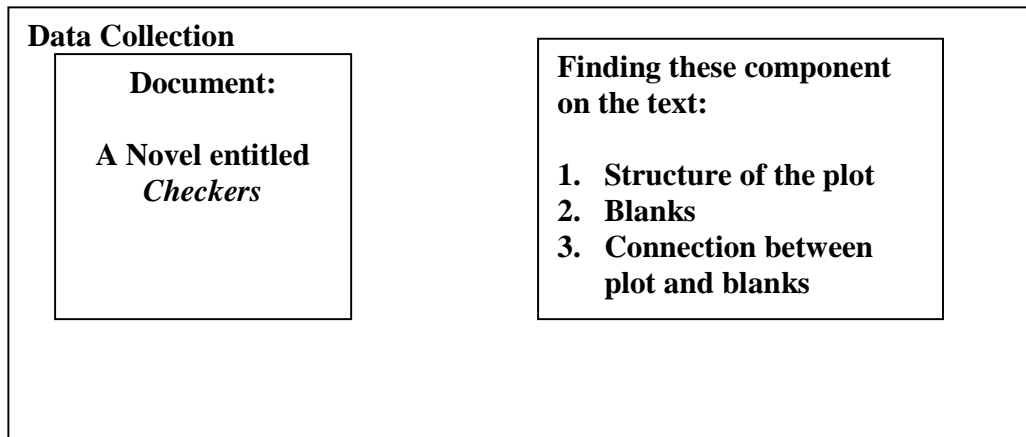 Data Collection
Document:
A Novel entitled
Checkers
Finding these component
on the text:
1. Structure of the plot
2. Blanks
3. Connection between
plot and blanks